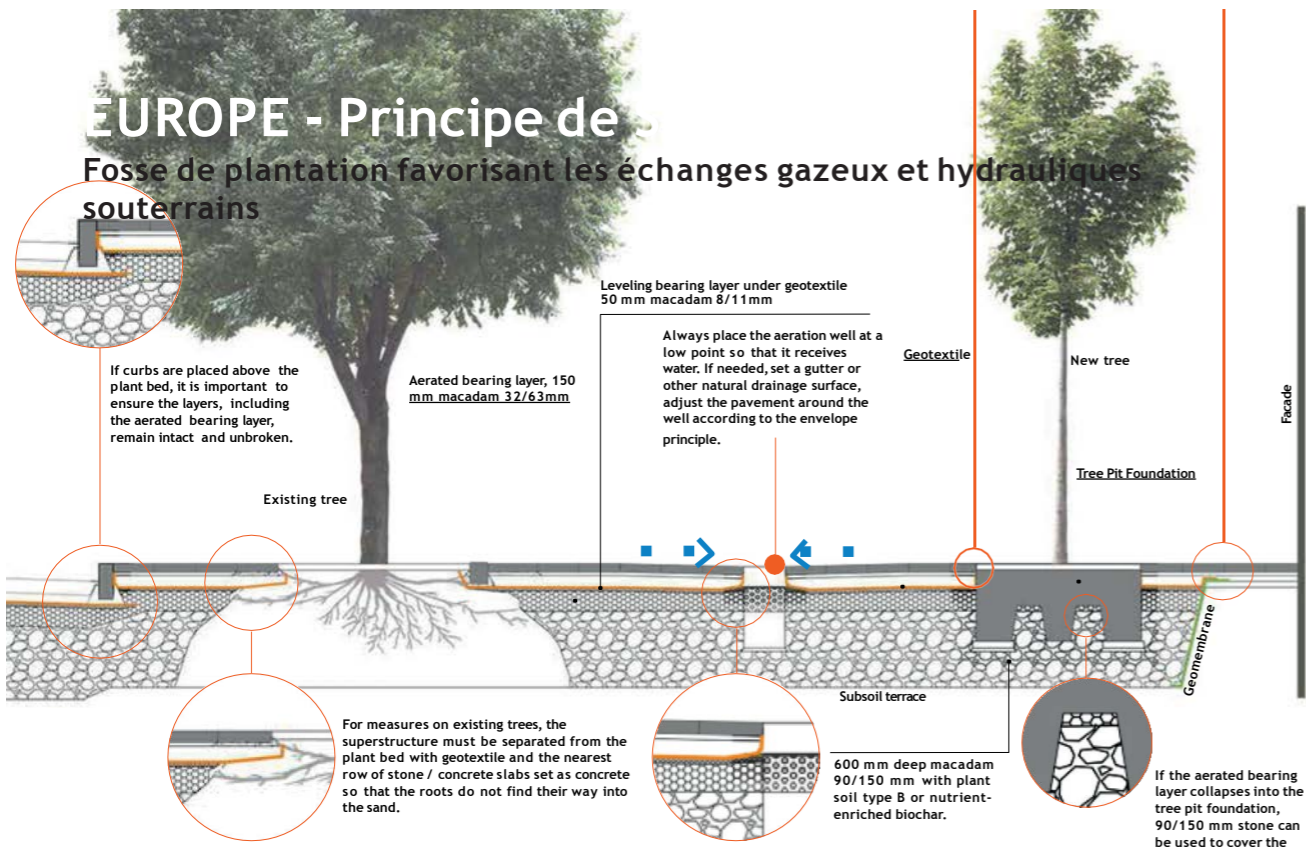 EUROPE - Principe de
Fosse de plantation favorisant les échanges gazeux et hydrauliques
souterrains
Leveling bearing layer under geotextile
50 mm macadam 8/11mm
Always place the aeration well at a
low point so that it receives
water. If needed, set a gutter or
other natural drainage surface,
adjust the pavement around the
well according to the envelope
principle.
Geotextile
New tree
Facade
If curbs are placed above the
plant bed, it is important to
ensure the layers, including
the aerated bearing layer,
remain intact and unbroken.
Aerated bearing layer, 150
mm macadam 32/63mm
Existing tree
Tree Pit Foundation
Geomembrane
Subsoil terrace
For measures on existing trees, the
superstructure must be separated from the
plant bed with geotextile and the nearest
row of stone / concrete slabs set as concrete
so that the roots do not find their way into
the sand.
600 mm deep macadam
90/150 mm with plant
soil type B or nutrient-
enriched biochar.
If the aerated bearing
layer collapses into the
tree pit foundation,
90/150 mm stone can
be used to cover the